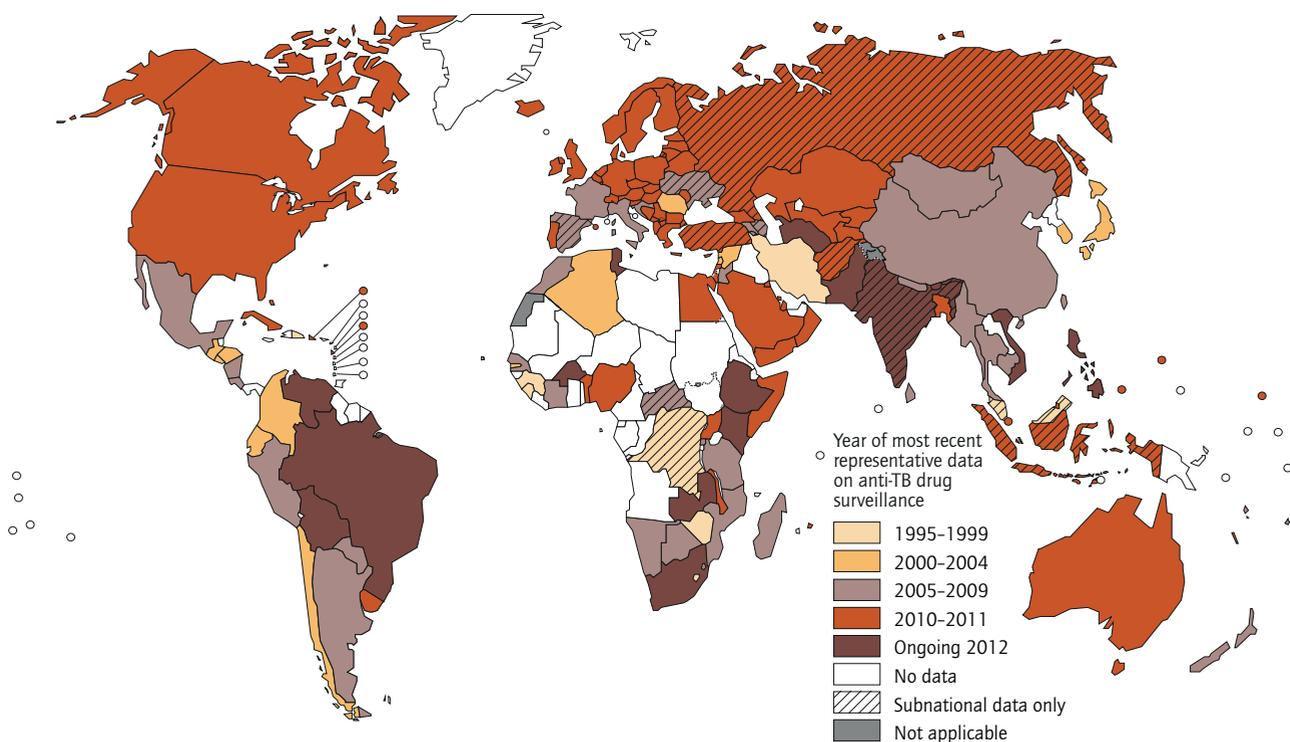 Year of most recent
representative data
on anti-TB drug
surveillance
1995–1999
2000–2004
2005–2009
2010–2011
Ongoing 2012
No data
Subnational data only
Not applicable